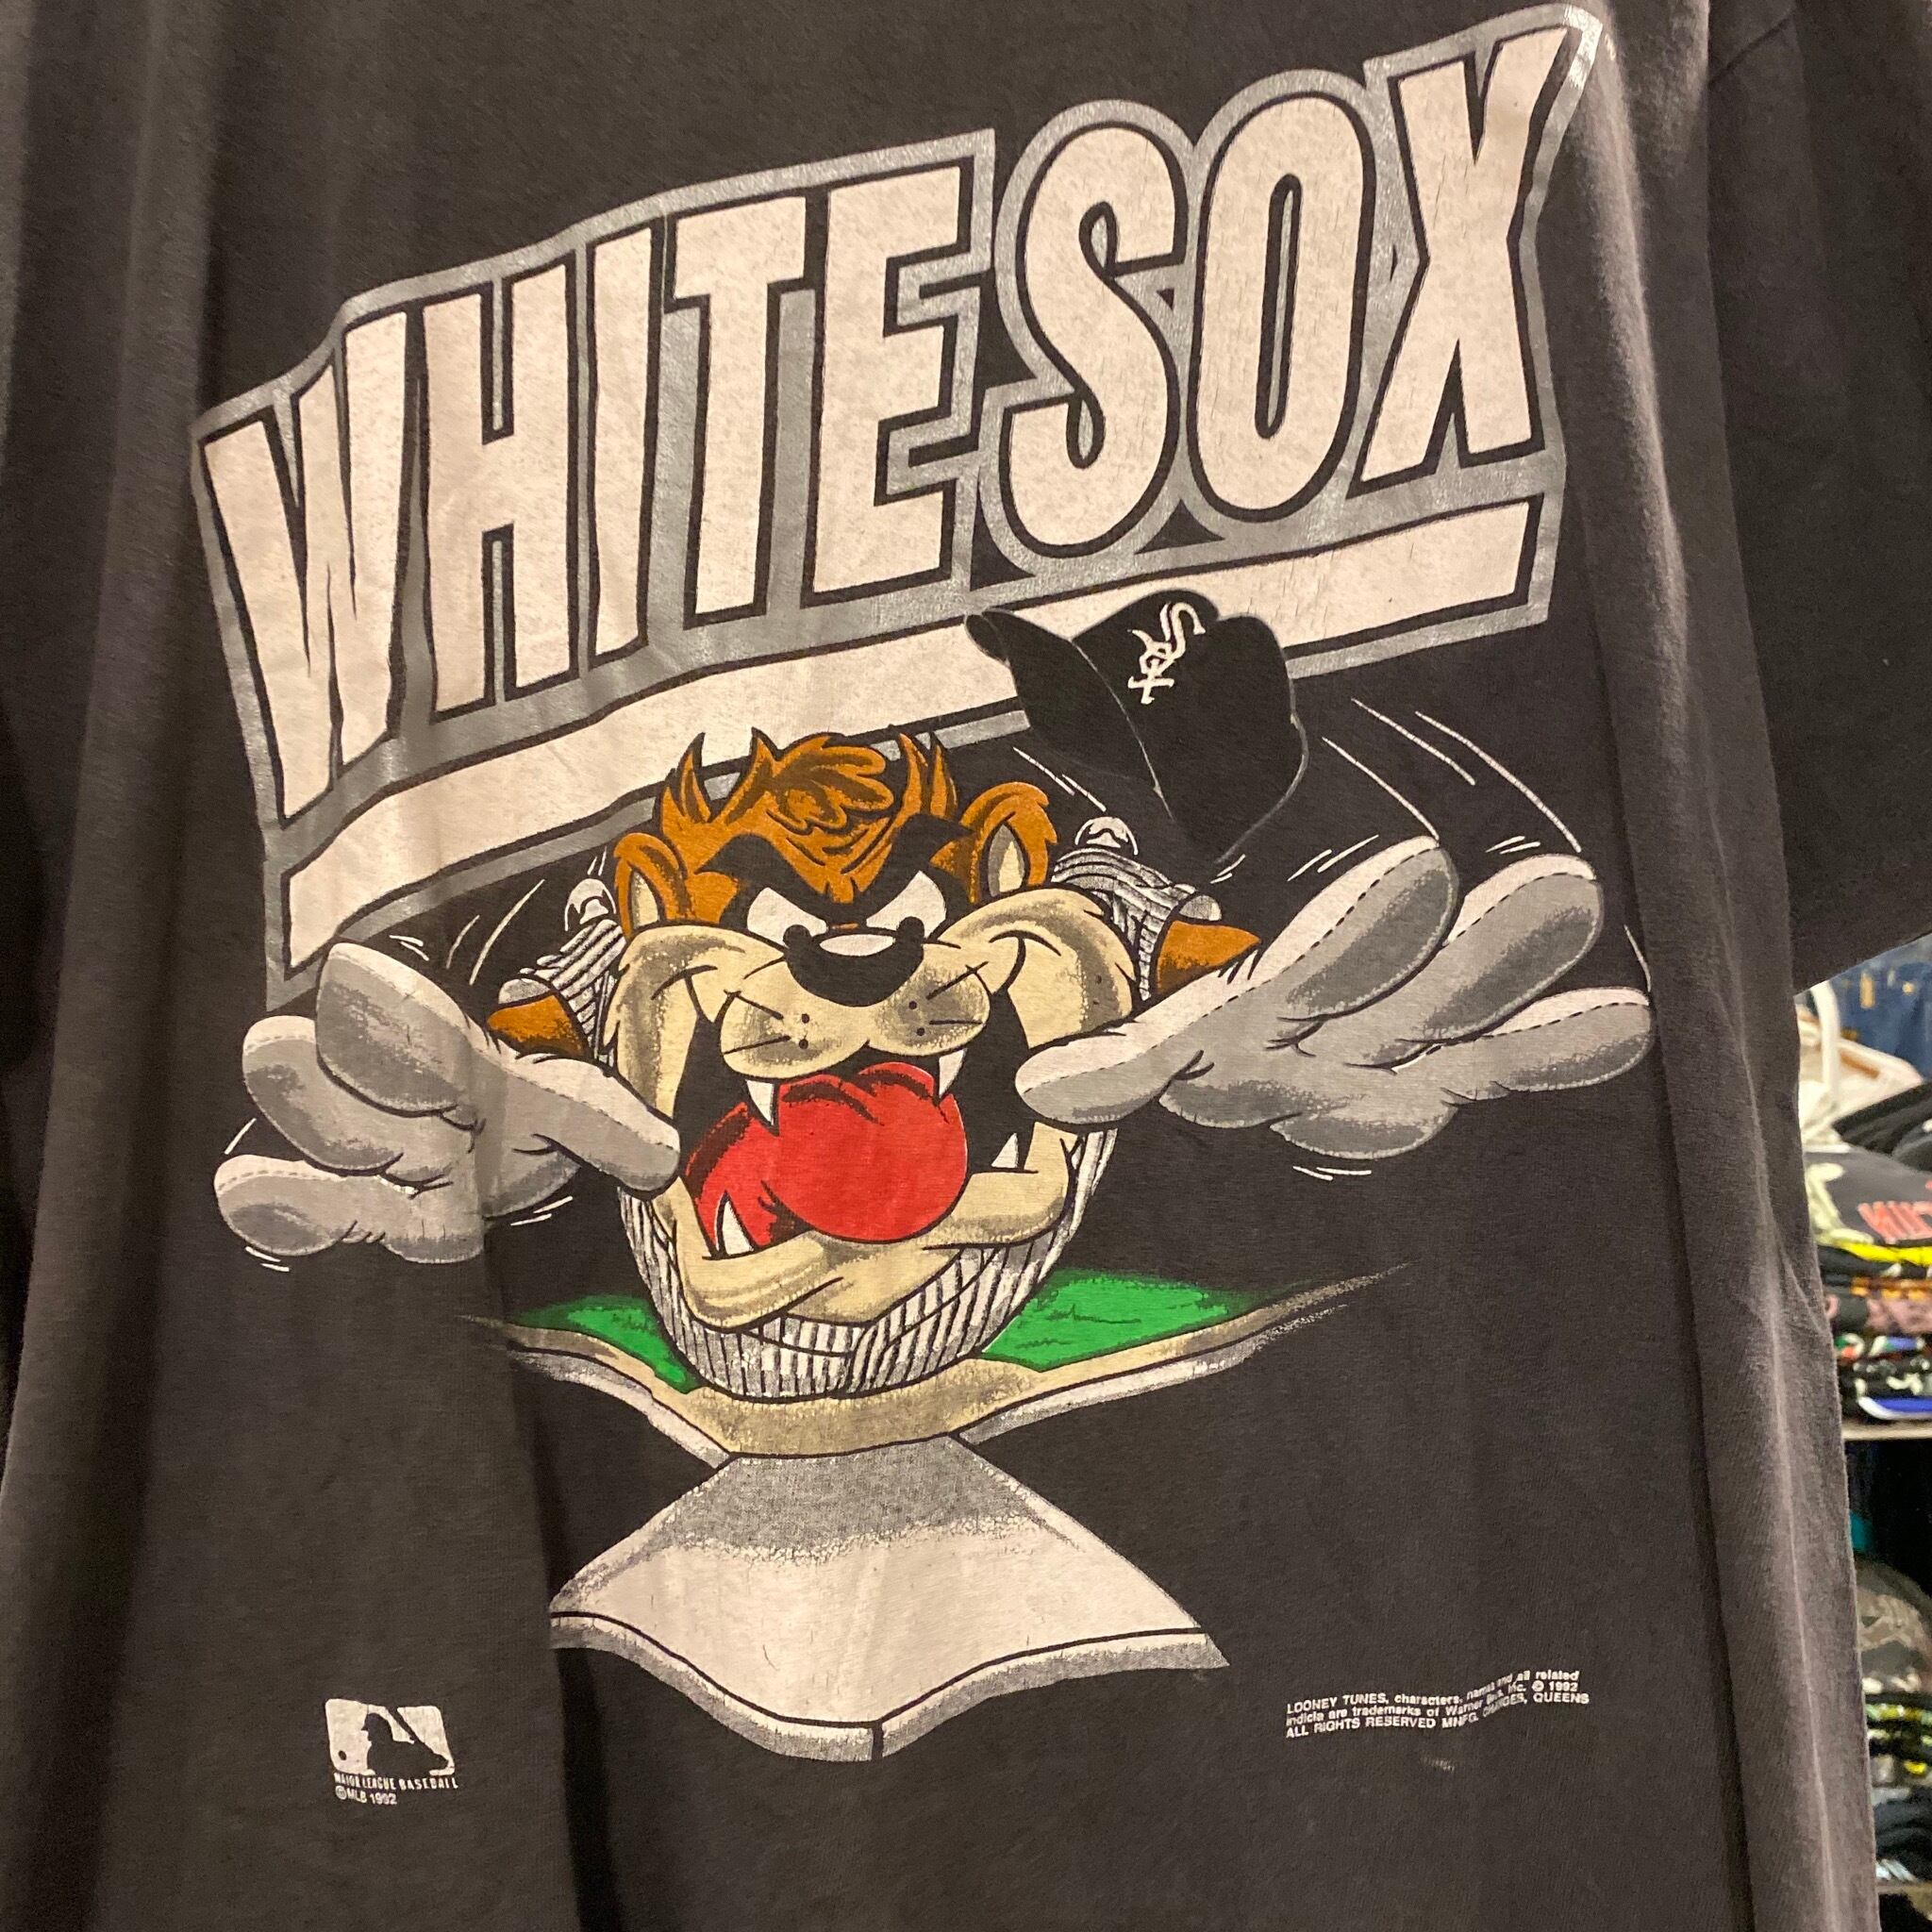 WHITE SOX
Sox
MAJOR LEAGUE BASEBALL
©MLB 1992
LOONEY TUNES, characters, names and all related
indicia are trademarks of Warner Bros. Inc. © 1992
ALL RIGHTS RESERVED MNFG. QUEENS